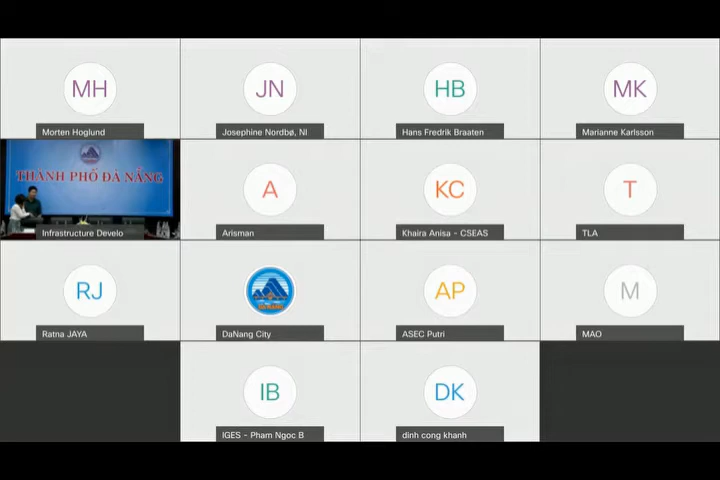 MH
JN
HB
MK
Morten Hoglund
Josephine Nordbø, NI
Hans Fredrik Braaten
Marianne Karlsson
THÀNH PHỐ ĐÀ NẴNG
A
KC
T
Infrastructure Develo
Arisman
Khaira Anisa - CSEAS
TLA
RJ
AP
M
Ratna JAYA
DaNang City
ASEC Putri
MAO
IB
DK
IGES - Pham Ngoc B
dinh cong khanh